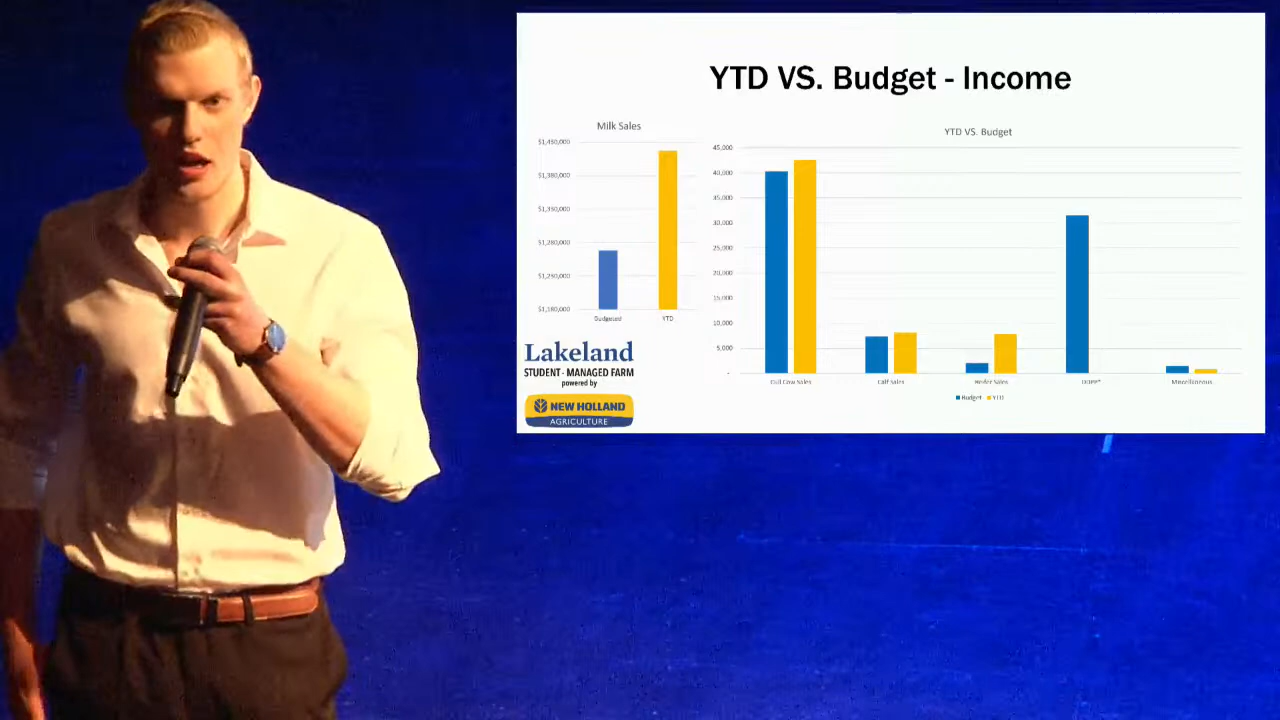 YTD VS. Budget - Income
Milk Sales
$1,430,000
$1,380,000
$1,330,000
$1,280,000
$1,230,000
$1,180,000
Budgeted
YTD
YTD VS. Budget
45,000
40,000
35,000
30,000
25,000
20,000
15,000
10,000
5,000
-
Cull Cow Sales
Calf Sales
Heifer Sales
Miscellaneous
Budget
YTD
Lakeland
STUDENT-MANAGED FARM
powered by
NEW HOLLAND
AGRICULTURE